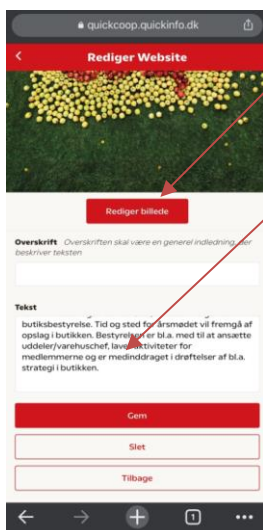 quickcoop.quickinfo.dk
Rediger Website
Rediger billede
Overskrift Overskriften skal være en generel indledning, der
beskriver teksten
Tekst
butiksbestyrelse. Tid og sted for årsmødet vil fremgå af
opslag i butikken. Bestyrelsen er bl.a. med til at ansætte
uddeler/varehuschef, laver aktiviteter for
medlemmerne og er medinddraget i drøftelser af bl.a.
strategi i butikken.
Gem
Slet
Tilbage
1